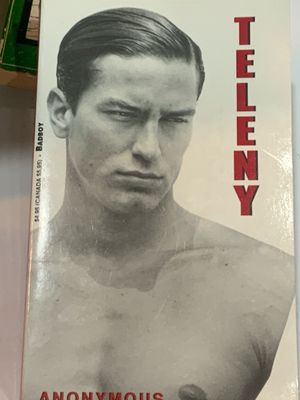 TELENY
$4.95 (CANADA $5.95) • BADBOY
ANONYMOUS